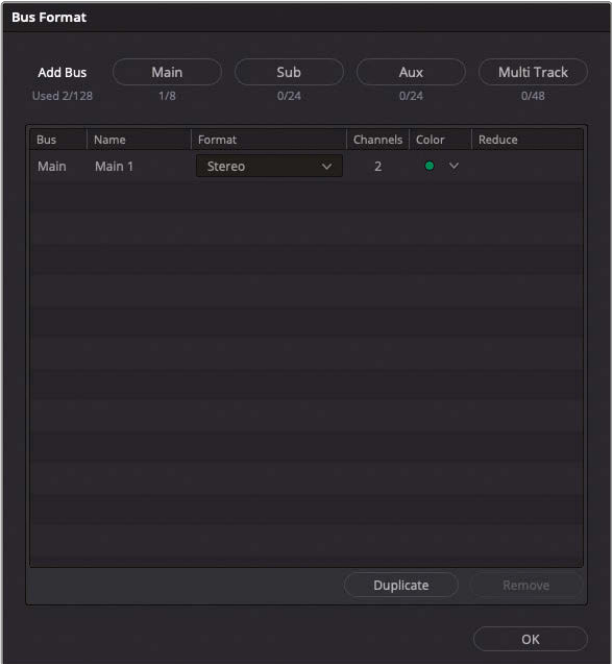 Bus Format
Add Bus Main Sub Aux Multi Track
Used 2/128 1/8 0/24 0/24 0/48
Bus Name Format Channels Color Reduce
Main Main 1 Stereo 2
Duplicate Remove
OK